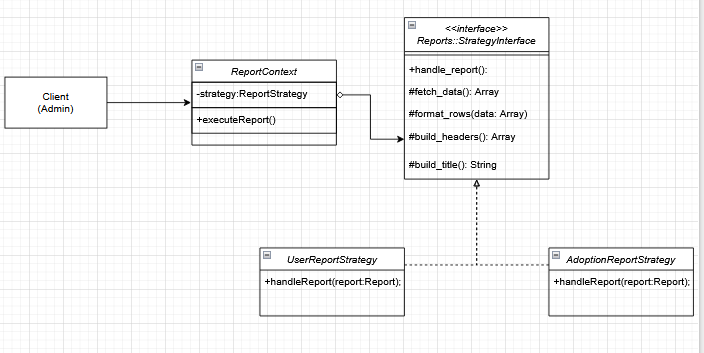 <<interface>>
Reports::StrategyInterface
ReportContext
+handle_report():
Client
(Admin)
-strategy:ReportStrategy
#fetch_data(): Array
+executeReport()
#format_rows(data: Array)
#build_headers(): Array
#build_title(): String
UserReportStrategy
AdoptionReportStrategy
+handleReport(report:Report);
+handleReport(report:Report);